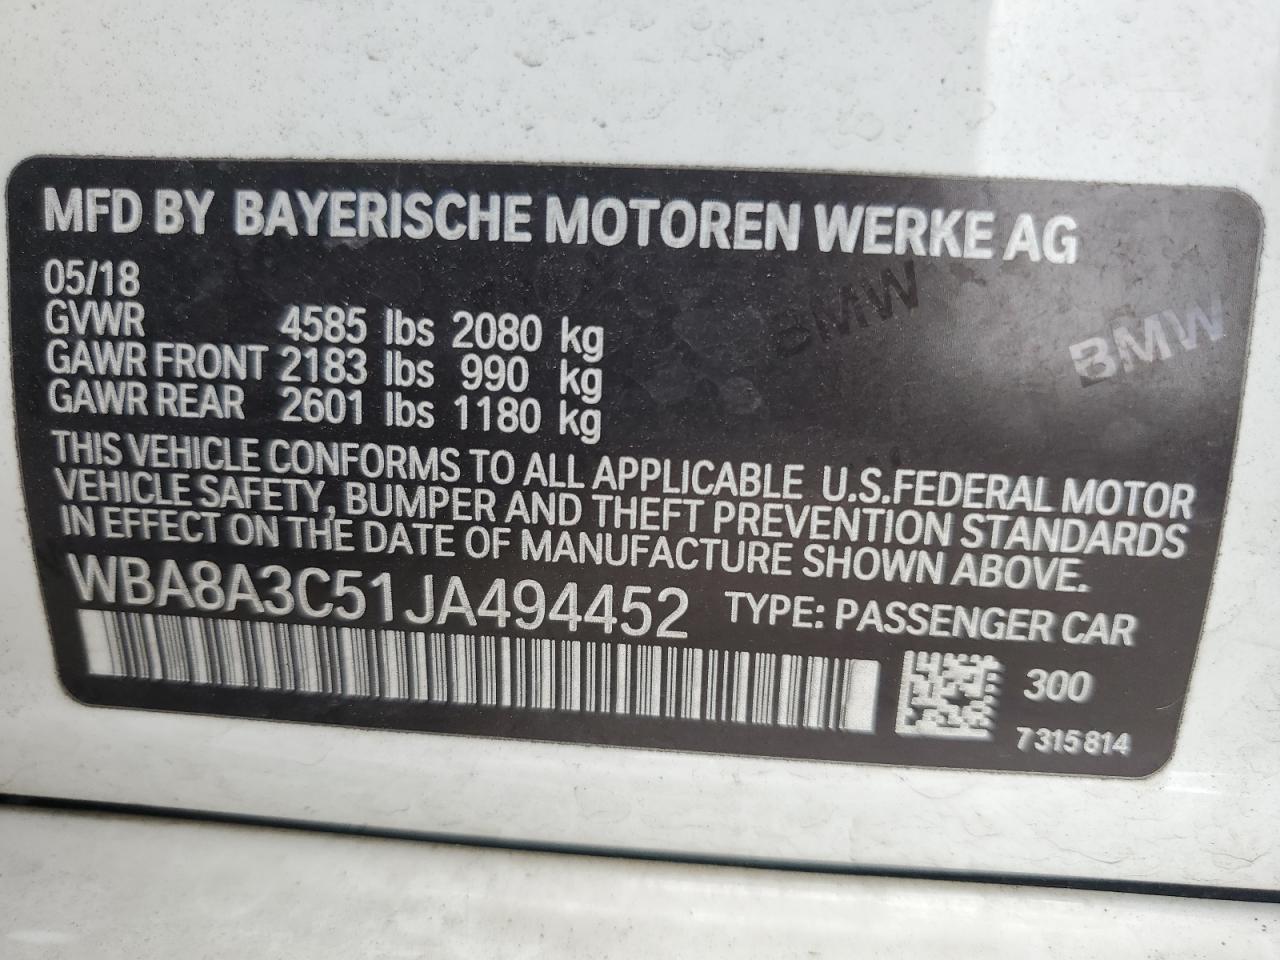 MFD BY BAYERISCHE MOTOREN WERKE AG
05/18
GVWR 4585 lbs 2080 kg
GAWR FRONT 2183 lbs 990 kg
GAWR REAR 2601 lbs 1180 kg
BMW BMW
THIS VEHICLE CONFORMS TO ALL APPLICABLE U.S.FEDERAL MOTOR
VEHICLE SAFETY, BUMPER AND THEFT PREVENTION STANDARDS
IN EFFECT ON THE DATE OF MANUFACTURE SHOWN ABOVE.
WBA8A3C51JA494452 TYPE: PASSENGER CAR
300
7315814